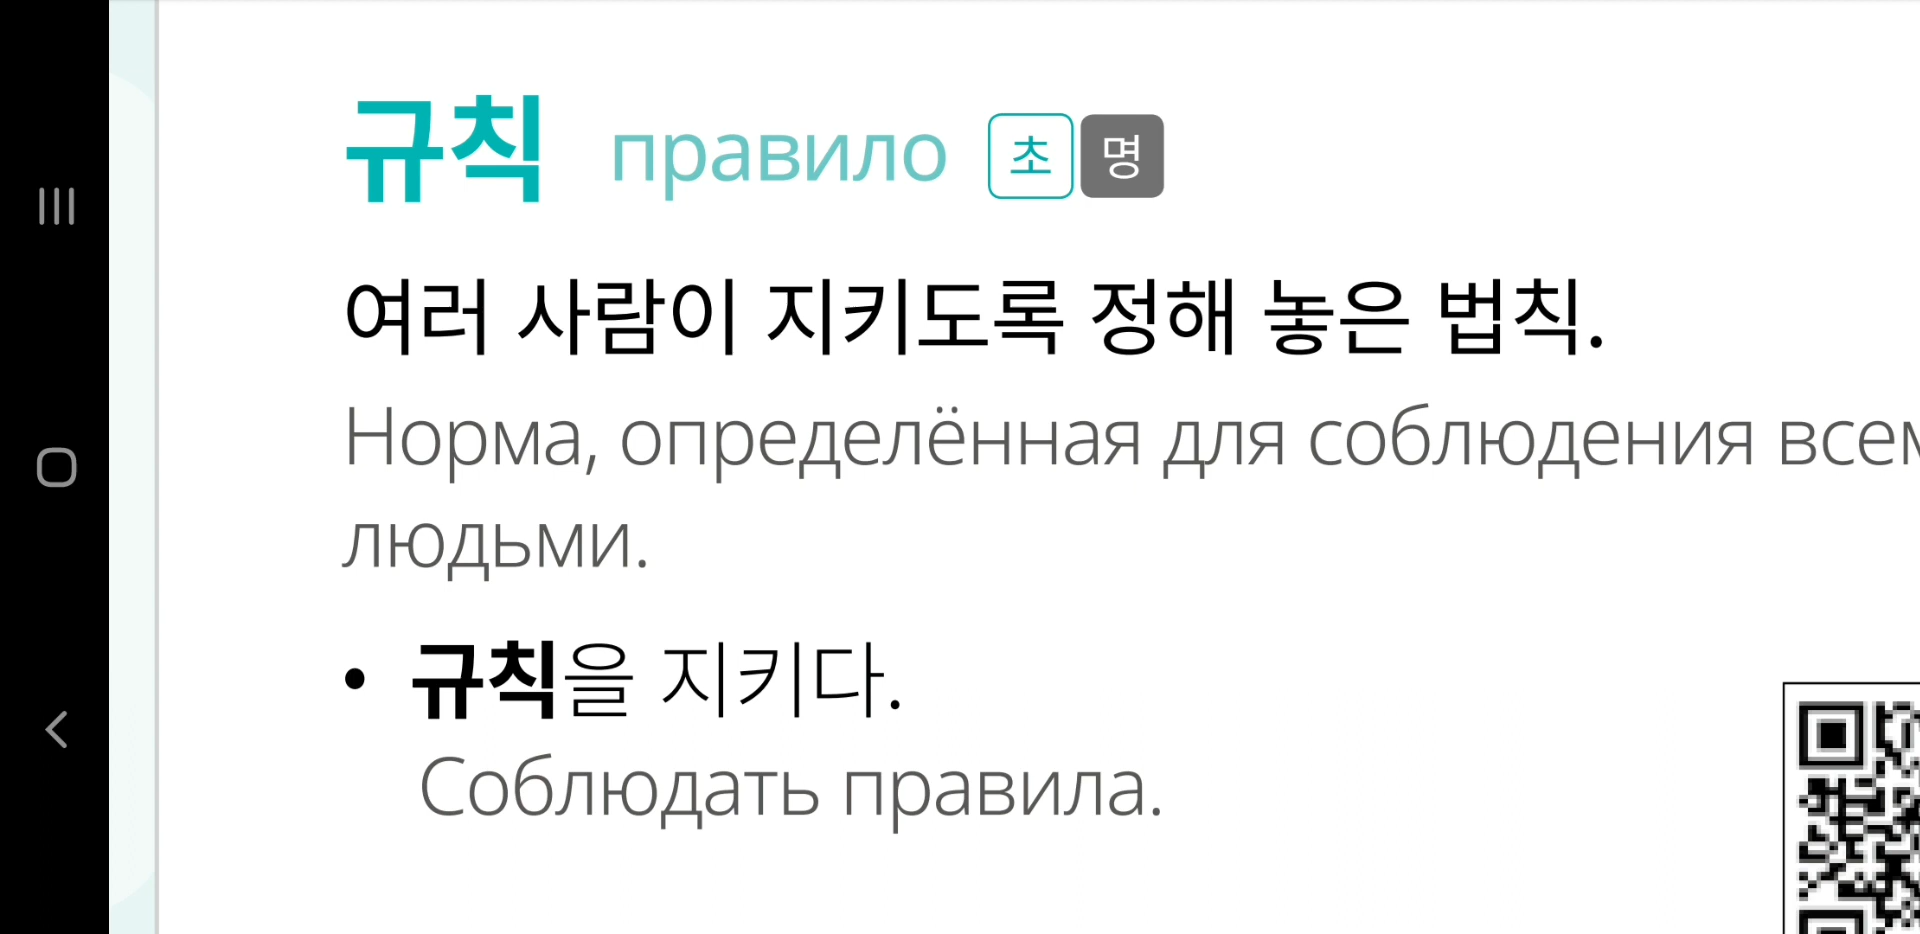 규칙 правило 초 명
여러 사람이 지키도록 정해 놓은 법칙.
Норма, определённая для соблюдения
людьми.
• 규칙을 지키다.
Соблюдать правила.